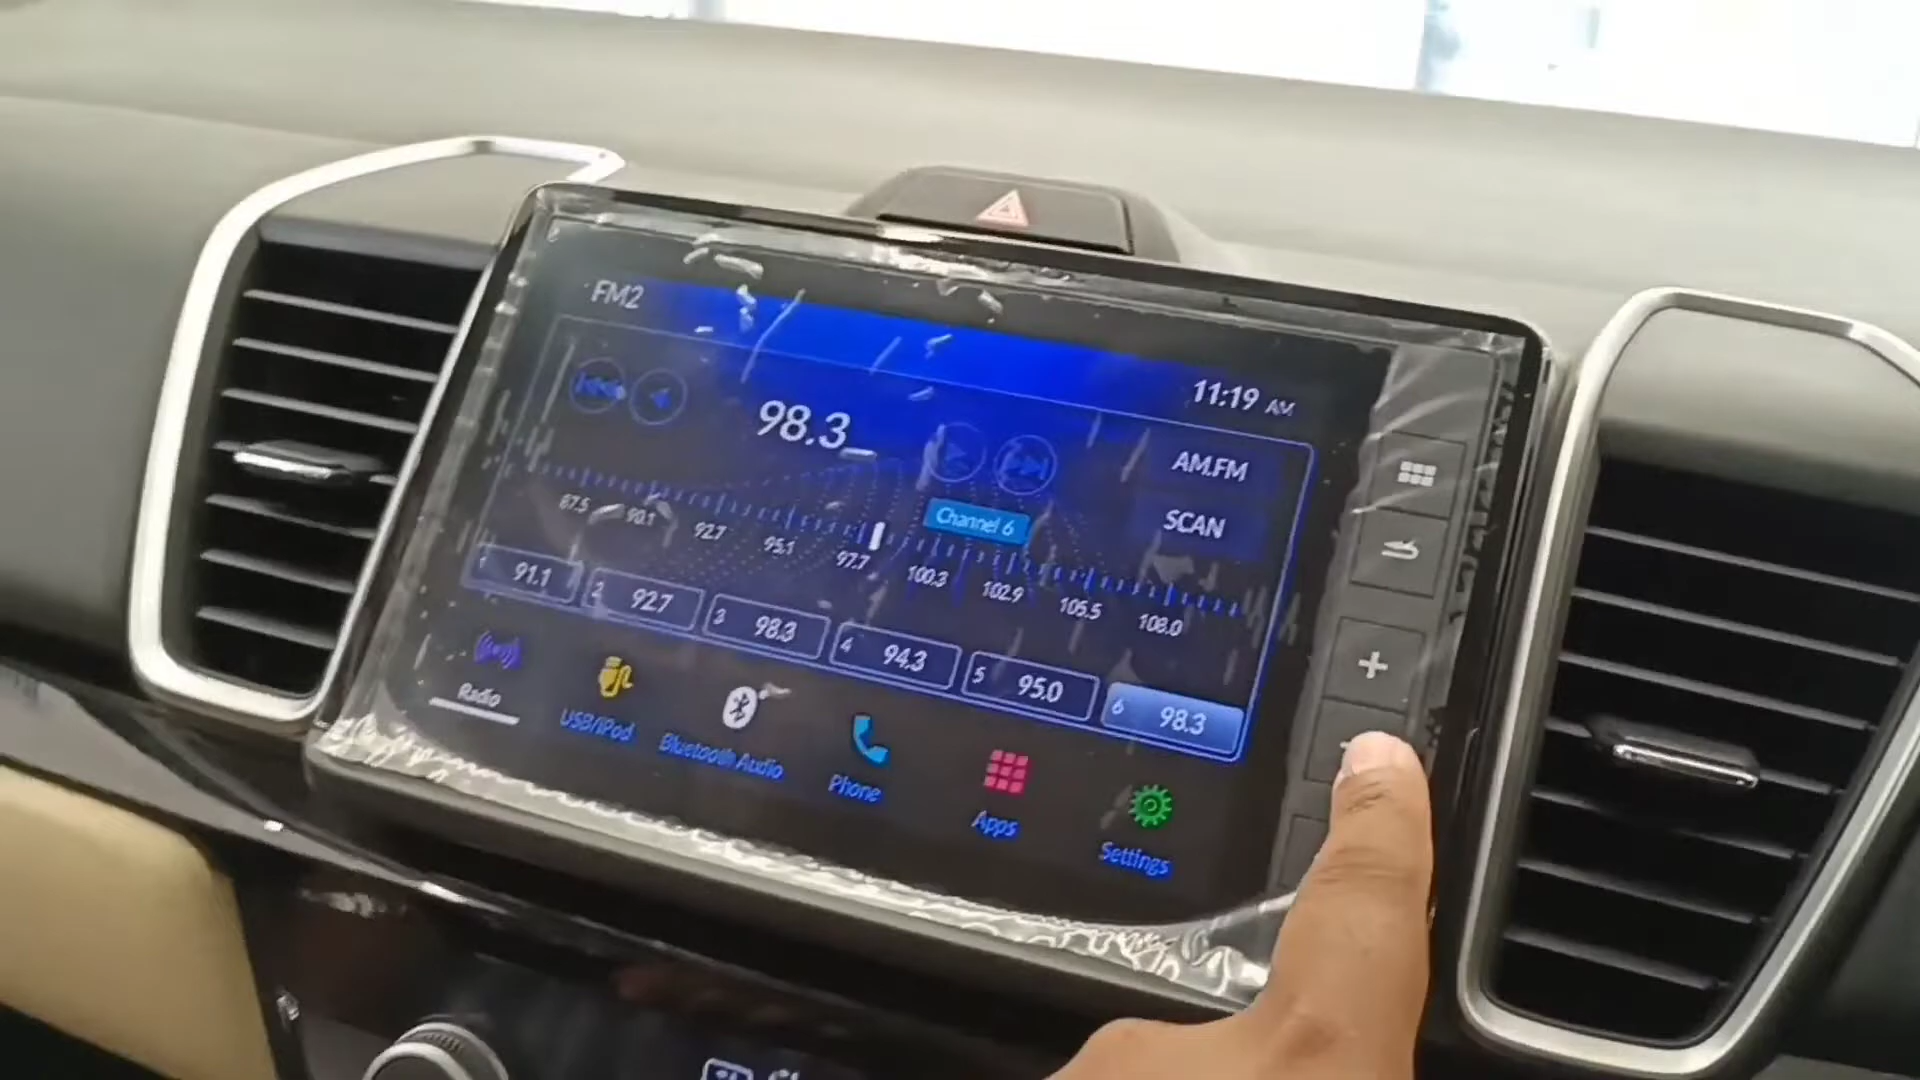 FM2
11:19 AM
98.3
AM.FM
Channel 6
SCAN
87.5 90.1 92.7 95.1 97.7 100.3 102.9 105.5 108.0
1 91.1
2 92.7
3 98.3
4 94.3
5 95.0
6 98.3
Radio
USB/iPod
Bluetooth Audio
Phone
Apps
Settings
+